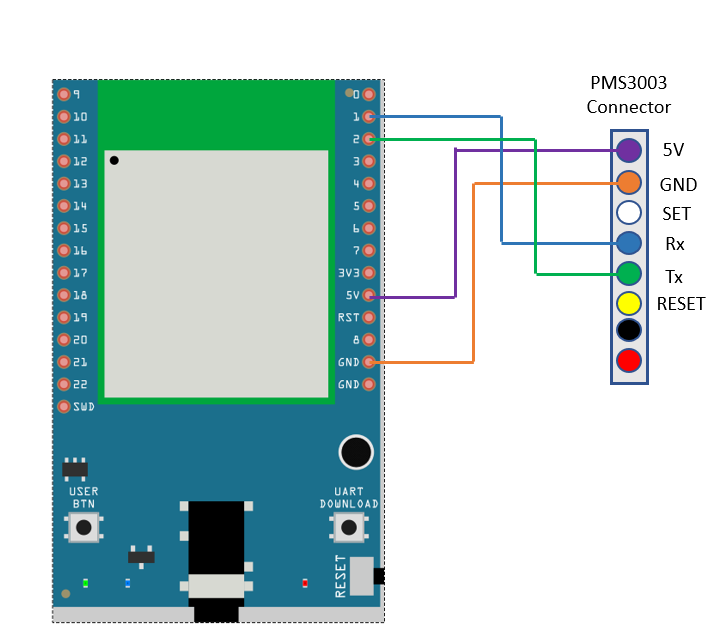 PMS3003
Connector
9
10
11
12
13
14
15
16
17
18
19
20
21
22
SWD
0
1
2
3
4
5
6
7
3V3
5V
RST
8
GND
GND
5V
GND
SET
Rx
Tx
RESET
USER
BTN
UART
DOWNLOAD
RESET